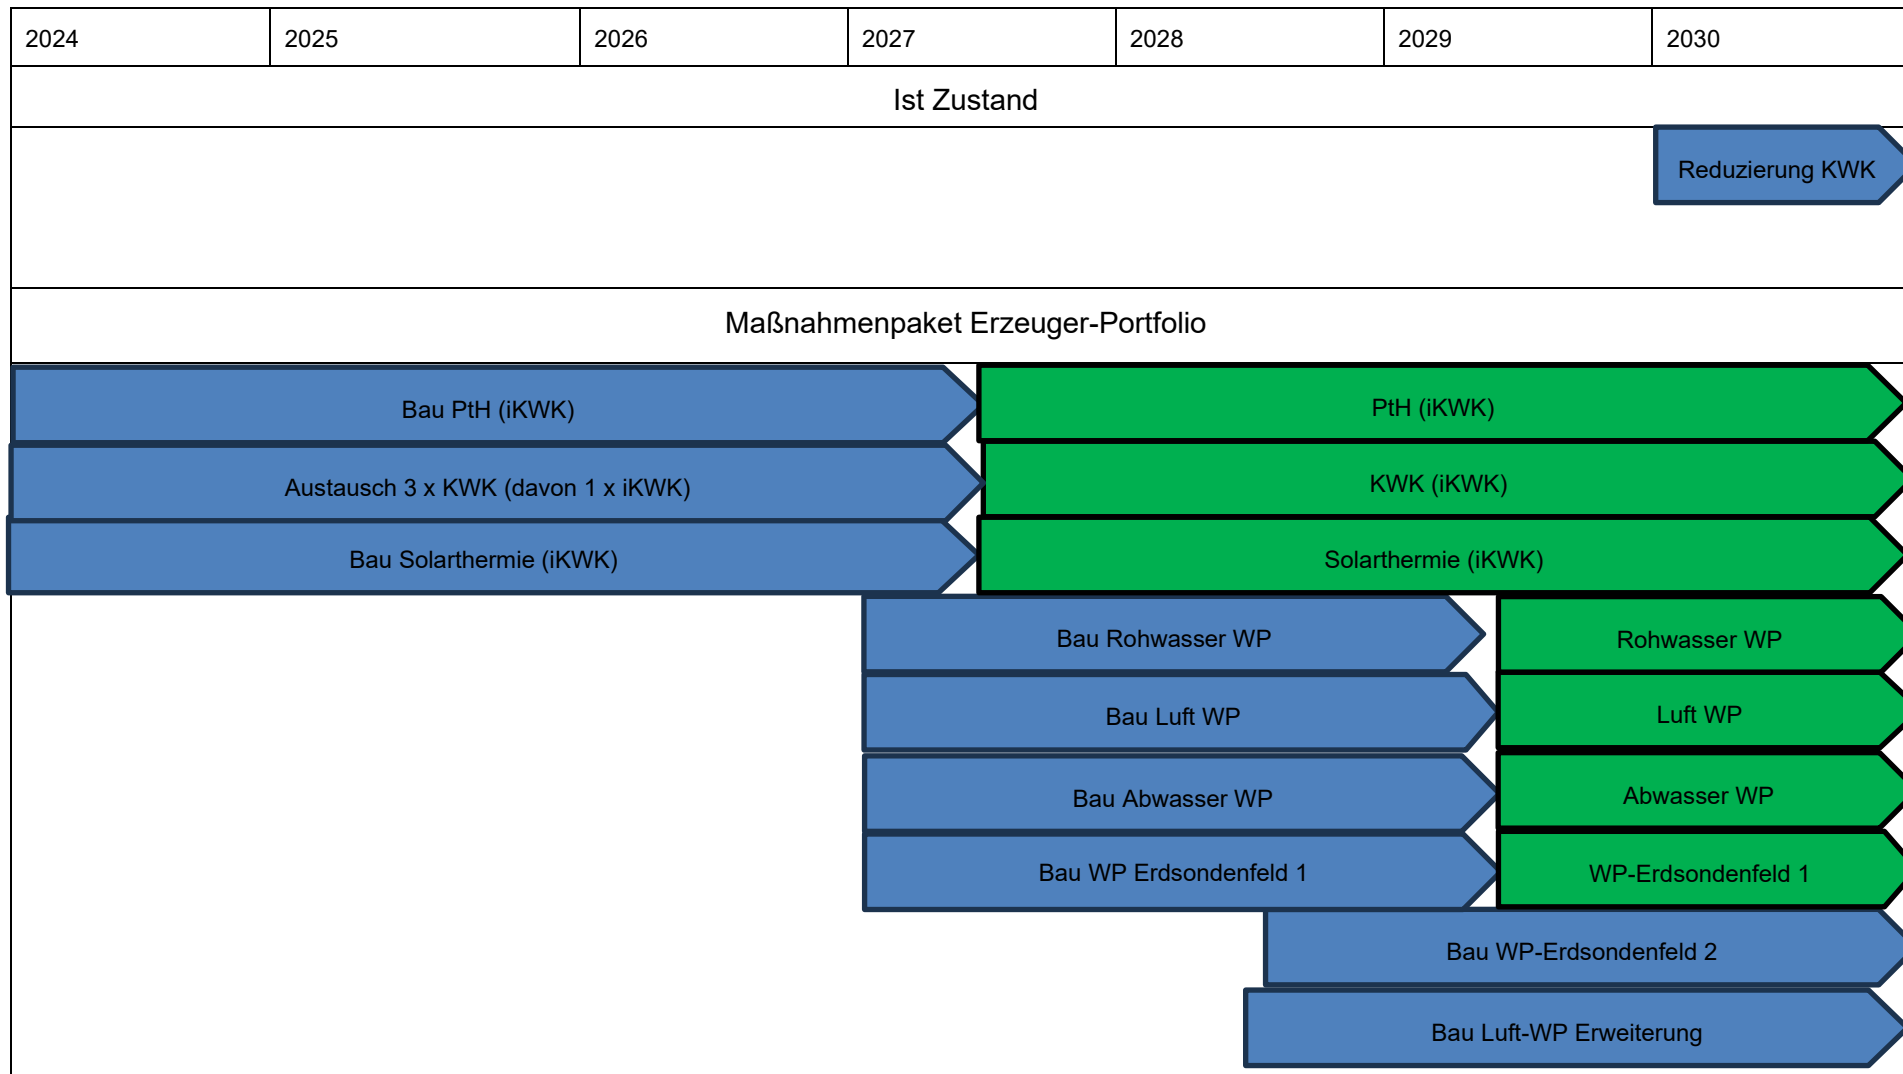 2024 2025 2026 2027 2028 2029 2030
Ist Zustand
Reduzierung KWK
Maßnahmenpaket Erzeuger-Portfolio
Bau PtH (iKWK) PtH (iKWK)
Austausch 3 x KWK (davon 1 x iKWK) KWK (iKWK)
Bau Solarthermie (iKWK) Solarthermie (iKWK)
Bau Rohwasser WP Rohwasser WP
Bau Luft WP Luft WP
Bau Abwasser WP Abwasser WP
Bau WP Erdsondenfeld 1 WP-Erdsondenfeld 1
Bau WP-Erdsondenfeld 2
Bau Luft-WP Erweiterung